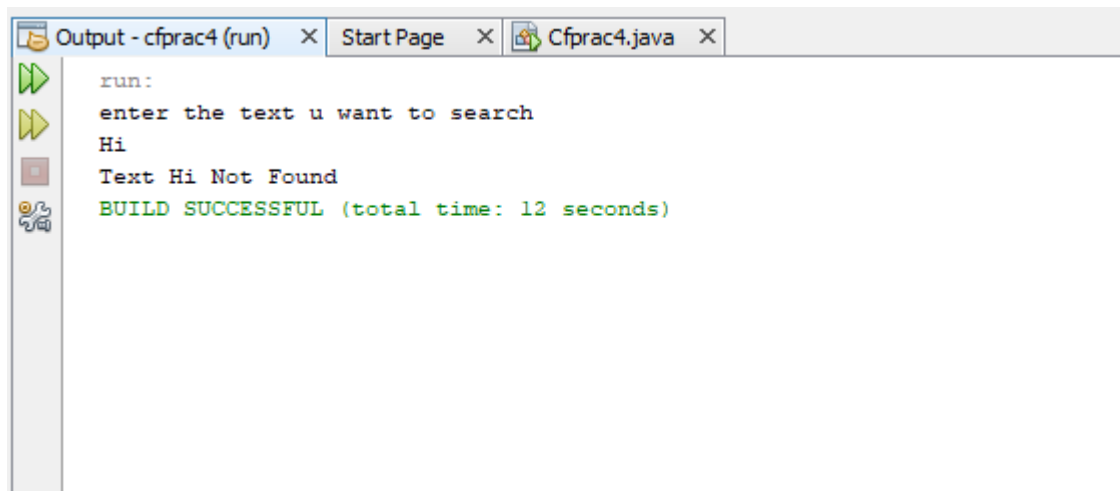 Output - cfprac4 (run) Start Page Cfprac4.java
run:
enter the text u want to search
Hi
Text Hi Not Found
BUILD SUCCESSFUL (total time: 12 seconds)